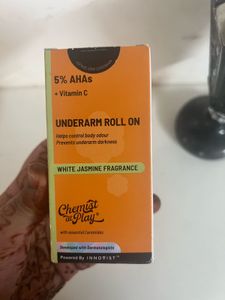 5% AHAs
+ Vitamin C
UNDERARM ROLL ON
Helps control body odour
Prevents underarm darkness
WHITE JASMINE FRAGRANCE
Chemist
at Play
with essential Ceramides
Developed with Dermatologists
Powered By INNOVIST